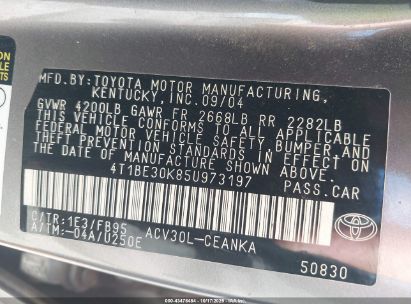 MFD.BY:TOYOTA MOTOR MANUFACTURING,
KENTUCKY,INC.09/04
GVWR 4200LB GAWR FR 2668LB RR 2282LB
THIS VEHICLE CONFORMS TO ALL APPLICABLE
FEDERAL MOTOR VEHICLE SAFETY,BUMPER,AND
THEFT PREVENTION STANDARDS IN EFFECT
ON THE DATE OF MANUFACTURE SHOWN ABOVE.
4T1BE30K85U973197 PASS.CAR
C/TR:1E3/FB95 ACV30L-CEANKA
A/TM:-04A/U250E
TOYOTA
50830